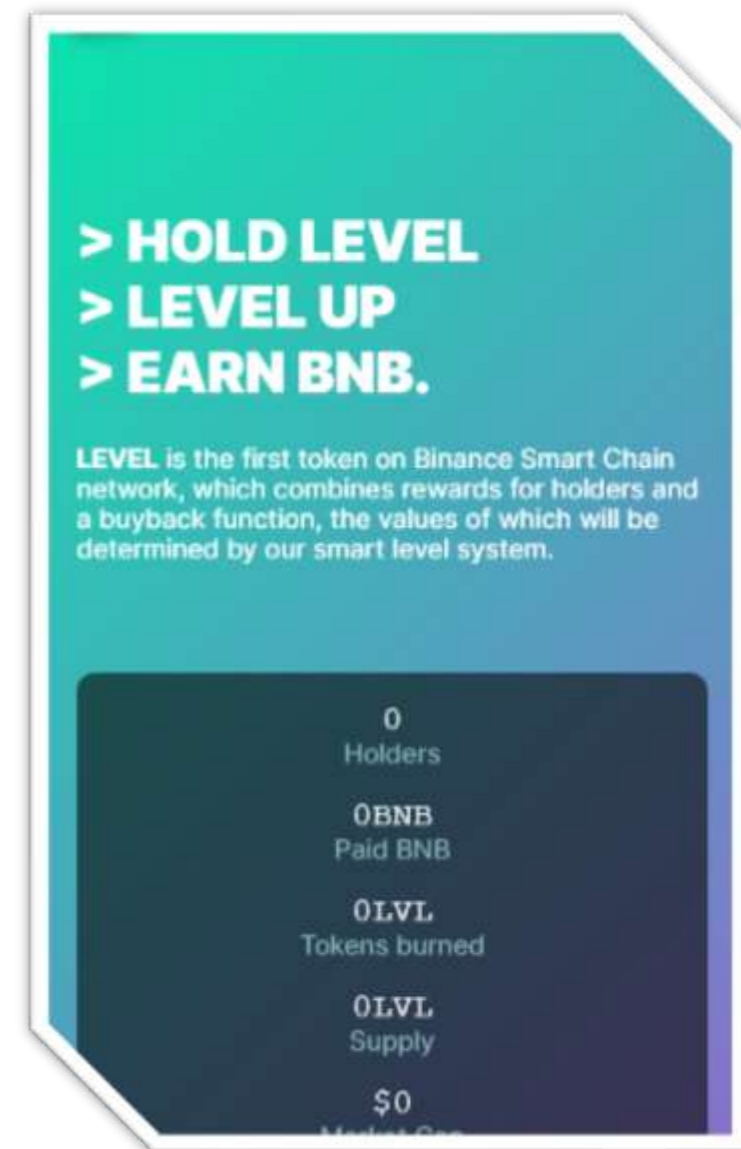 > HOLD LEVEL
> LEVEL UP
> EARN BNB.
LEVEL is the first token on Binance Smart Chain
network, which combines rewards for holders and
a buyback function, the values of which will be
determined by our smart level system.
0
Holders
0BNB
Paid BNB
0LVL
Tokens burned
0LVL
Supply
$0
Market Cap